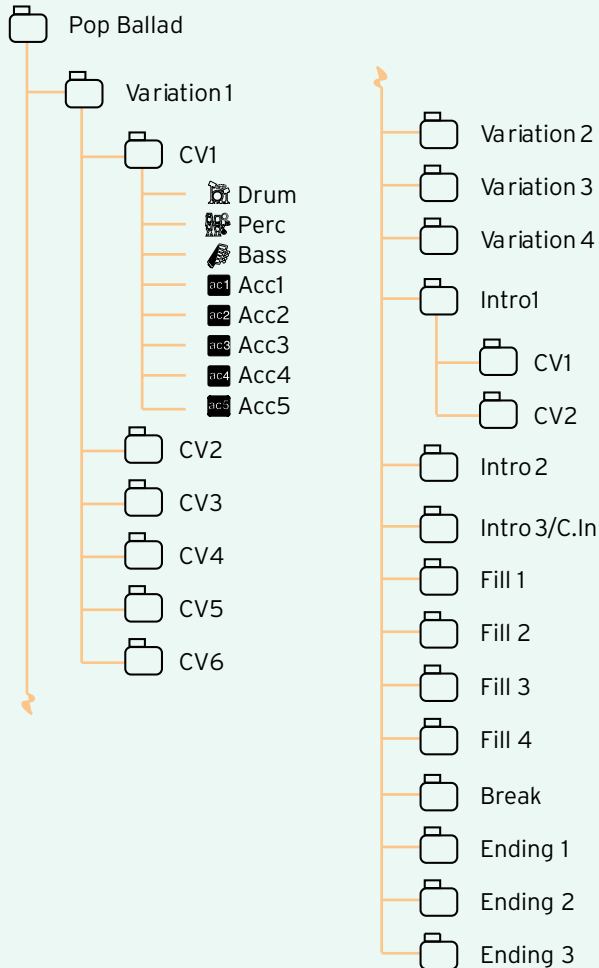 Pop Ballad
Variation 1
CV1
Drum
Perc
Bass
ac1 Acc1
ac2 Acc2
ac3 Acc3
ac4 Acc4
ac5 Acc5
CV2
CV3
CV4
CV5
CV6
Variation 2
Variation 3
Variation 4
Intro1
CV1
CV2
Intro 2
Intro 3/C.In
Fill 1
Fill 2
Fill 3
Fill 4
Break
Ending 1
Ending 2
Ending 3